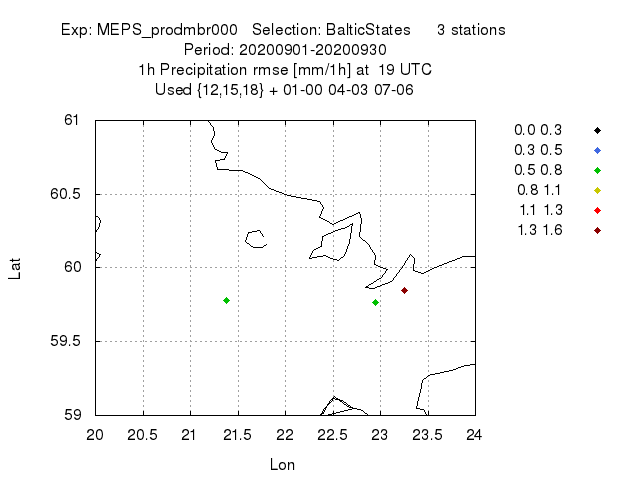 Exp: MEPS_prodmbr000 Selection: BalticStates 3 stations
Period: 20200901-20200930
1h Precipitation rmse [mm/1h] at 19 UTC
Used {12,15,18} + 01-00 04-03 07-06
61
60.5
60
59.5
59
Lat
20 20.5 21 21.5 22 22.5 23 23.5 24
Lon
0.0 0.3
0.3 0.5
0.5 0.8
0.8 1.1
1.1 1.3
1.3 1.6